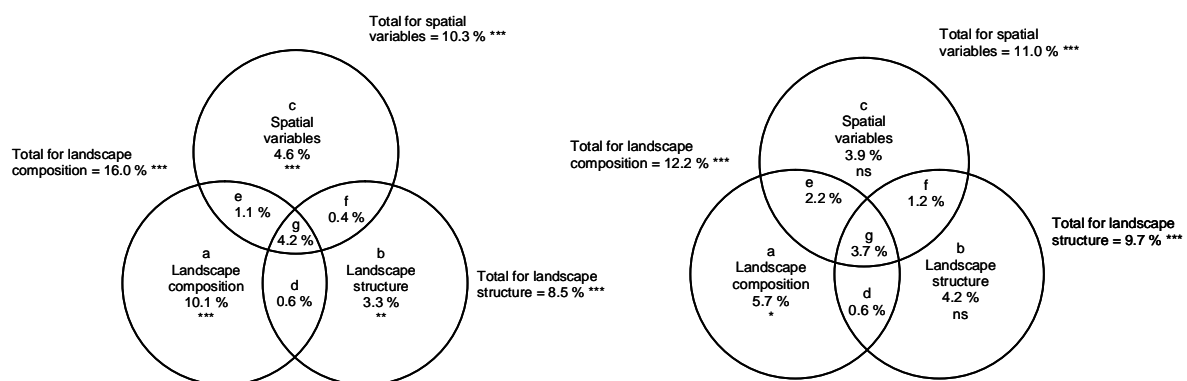 Total for spatial
variables = 10.3 % ***
c
Spatial
variables
4.6 %
***
Total for landscape
composition = 16.0 % ***
e
1.1 %
f
0.4 %
g
4.2 %
a
Landscape
composition
10.1 %
***
d
0.6 %
b
Landscape
structure
3.3 %
**
Total for landscape
structure = 8.5 % ***
Total for spatial
variables = 11.0 % ***
c
Spatial
variables
3.9 %
ns
Total for landscape
composition = 12.2 % ***
e
2.2 %
f
1.2 %
g
3.7 %
a
Landscape
composition
5.7 %
*
d
0.6 %
b
Landscape
structure
4.2 %
ns
Total for landscape
structure = 9.7 % ***